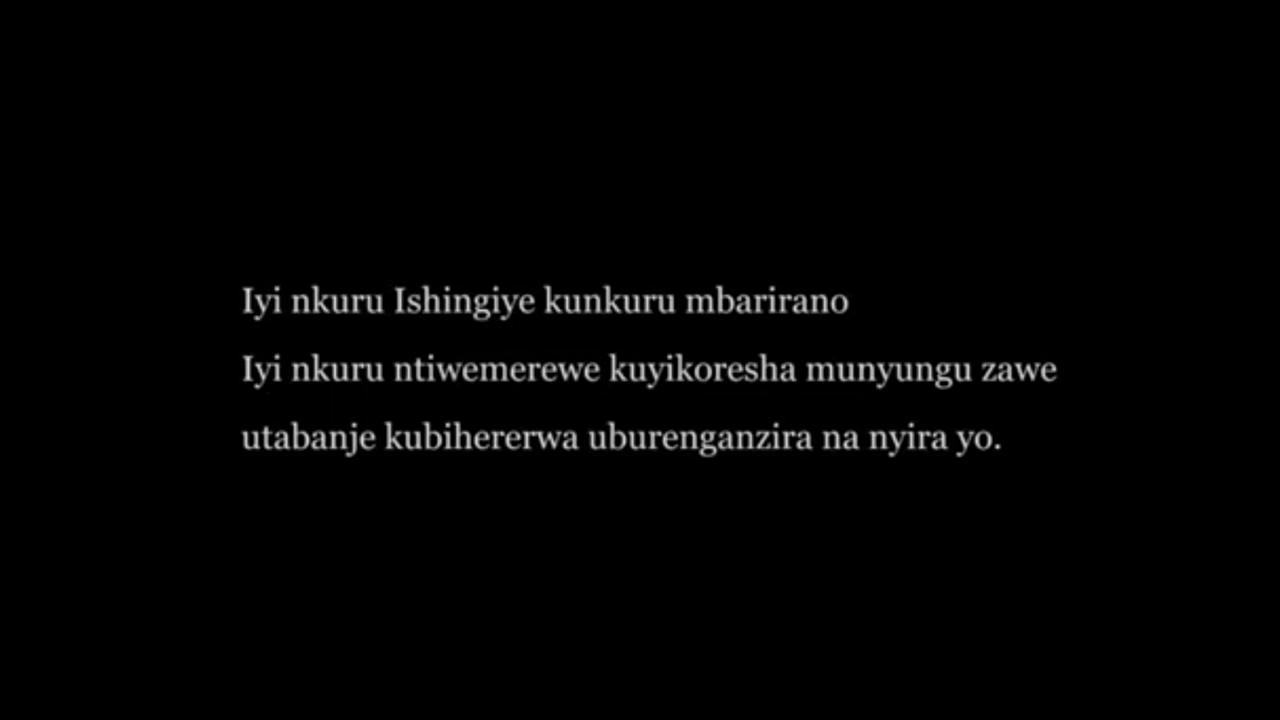 Iyi nkuru Ishingiye kunkuru mbarirano
Iyi nkuru ntiwemerewe kuyikoresha munyungu zawe
utabanje kubihererwa uburenganzira na nyira yo.